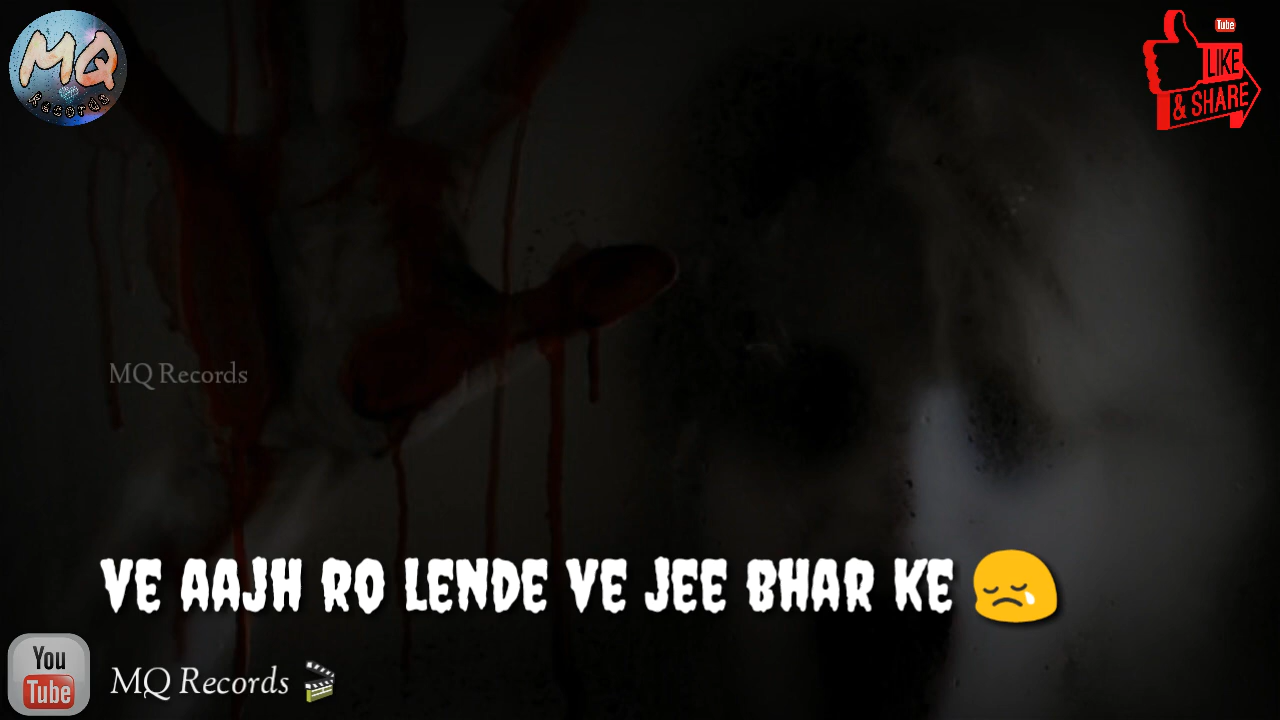 MQ
Records
Tube
LIKE
& SHARE
MQ Records
VE AAJH RO LENDE VE JEE BHAR KE 😢
You
Tube
MQ Records 🎬